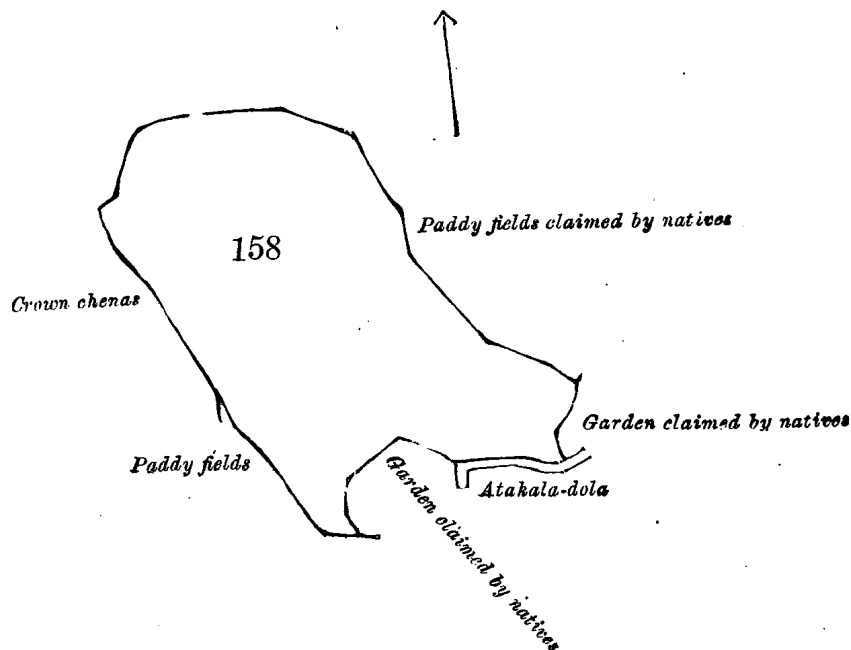 Paddy fields claimed by natives
158
Crown chenas
Garden claimed by natives
Paddy fields
Garden claimed by natives
Atakala-dola